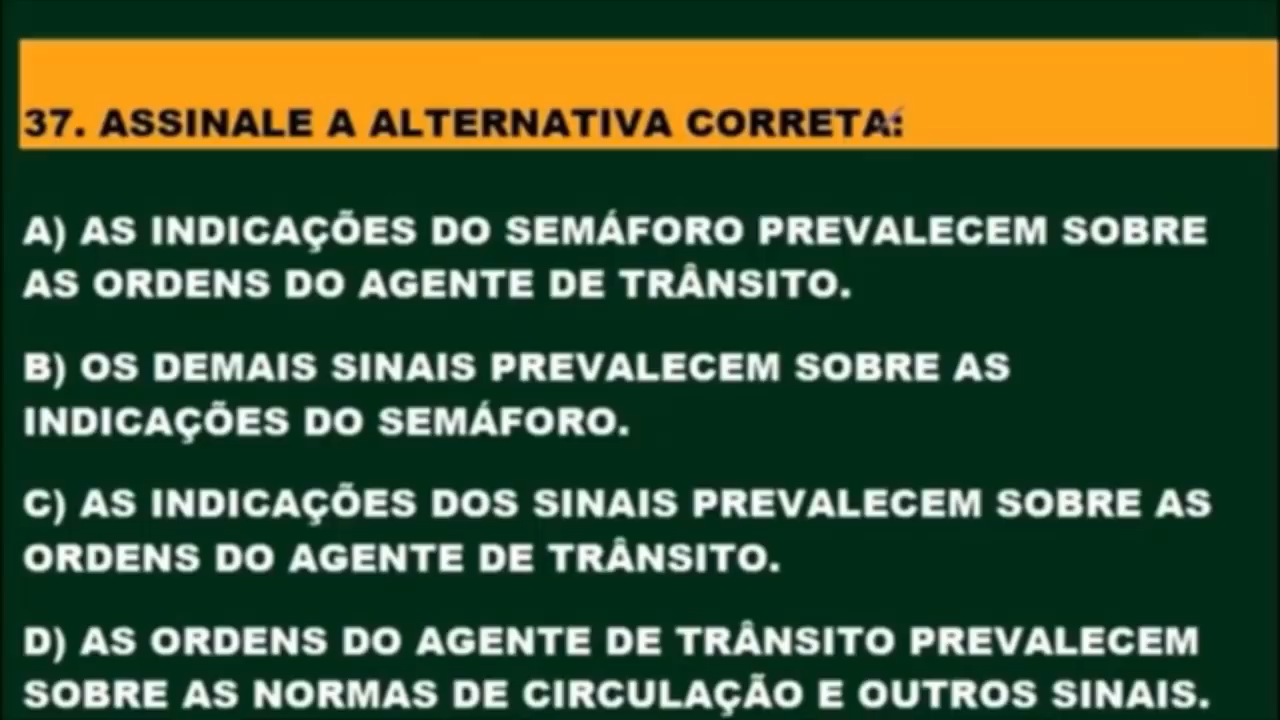 37. ASSINALE A ALTERNATIVA CORRETA:
A) AS INDICAÇÕES DO SEMÁFORO PREVALECEM SOBRE
AS ORDENS DO AGENTE DE TRÂNSITO.
B) OS DEMAIS SINAIS PREVALECEM SOBRE AS
INDICAÇÕES DO SEMÁFORO.
C) AS INDICAÇÕES DOS SINAIS PREVALECEM SOBRE AS
ORDENS DO AGENTE DE TRÂNSITO.
D) AS ORDENS DO AGENTE DE TRÂNSITO PREVALECEM
SOBRE AS NORMAS DE CIRCULAÇÃO E OUTROS SINAIS.